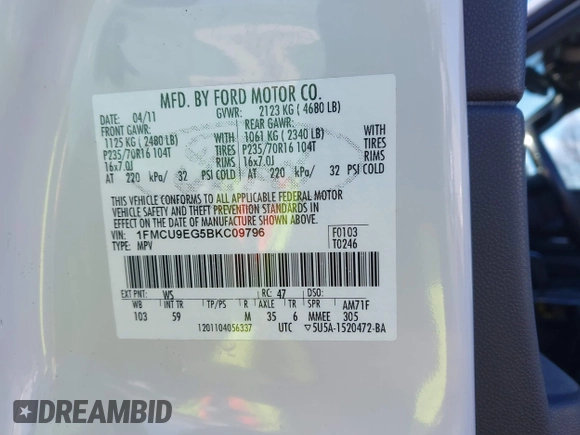 MFD. BY FORD MOTOR CO.
DATE: 04/11 GVWR: 2123 KG ( 4680 LB)
FRONT GAWR: REAR GAWR:
1125 KG ( 2480 LB) WITH 1061 KG ( 2340 LB) WITH
P235/70R16 104T TIRES P235/70R16 104T TIRES
16x7.0J RIMS 16x7.0J RIMS
AT 220 kPa/ 32 PSI COLD AT 220 kPa/ 32 PSI COLD
THIS VEHICLE CONFORMS TO ALL APPLICABLE FEDERAL MOTOR
VEHICLE SAFETY AND THEFT PREVENTION STANDARDS IN
EFFECT ON THE DATE OF MANUFACTURE SHOWN ABOVE.
VIN: 1FMCU9EG5BKC09796 F0103
TYPE: MPV T0246
EXT PNT: WS RC: 47 DSO:
WB INT TR TP/PS R AXLE TR SPR AM71F
103 59 M 35 6 MMEE 305
1201104056337 UTC ▽5U5A-1520472-BA
DREAMBID